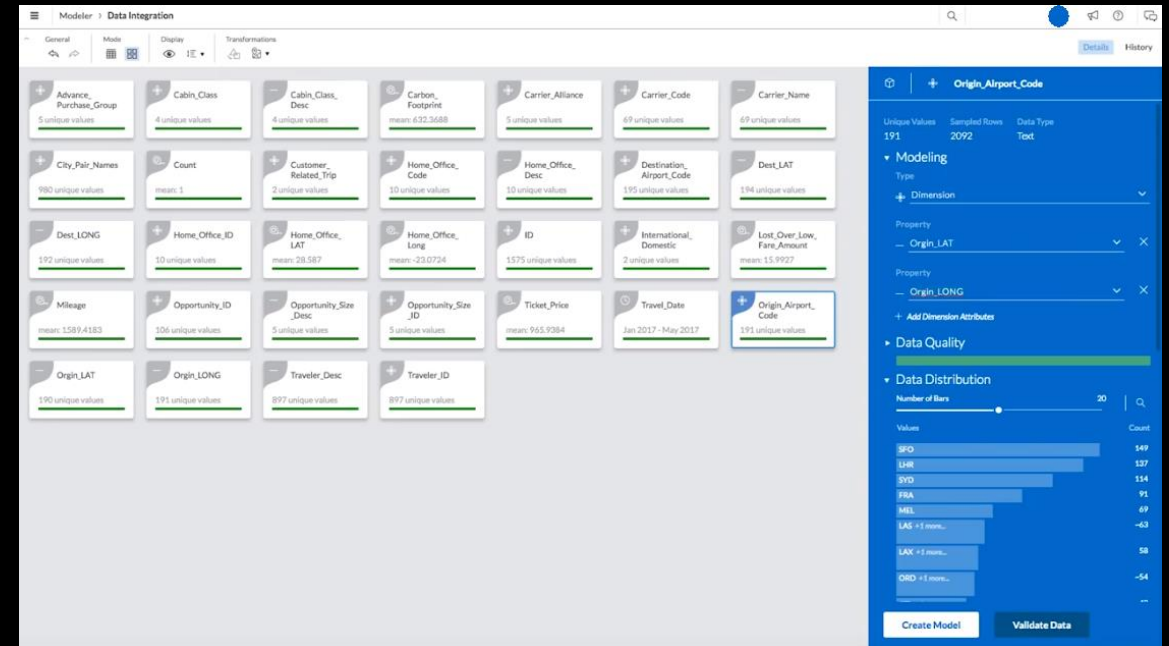 Modeler > Data Integration
General
Mode
Display
Transformations
Details
History
Advance_
Purchase_Group
5 unique values
Cabin_Class
4 unique values
Cabin_Class_
Desc
4 unique values
Carbon_
Footprint
mean: 632.3688
Carrier_Alliance
5 unique values
Carrier_Code
69 unique values
Carrier_Name
69 unique values
City_Pair_Names
980 unique values
Count
mean: 1
Customer_
Related_Trip
2 unique values
Home_Office_
Code
10 unique values
Home_Office_
Desc
10 unique values
Destination_
Airport_Code
195 unique values
Dest_LAT
194 unique values
Dest_LONG
192 unique values
Home_Office_ID
10 unique values
Home_Office_
LAT
mean: 28.587
Home_Office_
Long
mean: -23.0724
ID
1575 unique values
International_
Domestic
2 unique values
Lost_Over_Low_
Fare_Amount
mean: 15.9927
Mileage
mean: 1589.4183
Opportunity_ID
106 unique values
Opportunity_Size
_Desc
5 unique values
Opportunity_Size
_ID
5 unique values
Ticket_Price
mean: 965.9384
Travel_Date
Jan 2017 - May 2017
Origin_Airport_
Code
191 unique values
Orgin_LAT
190 unique values
Orgin_LONG
191 unique values
Traveler_Desc
897 unique values
Traveler_ID
897 unique values
Origin_Airport_Code
Unique Values Sampled Rows Data Type
191 2092 Text
Modeling
Type
Dimension
Property
Orgin_LAT
Property
Orgin_LONG
+ Add Dimension Attributes
Data Quality
Data Distribution
Number of Bars 20
Values Count
SFO 149
LHR 137
SYD 114
FRA 91
MEL 69
LAS +1 more... ~63
LAX +1 more... 58
ORD +1 more... ~54
Create Model
Validate Data